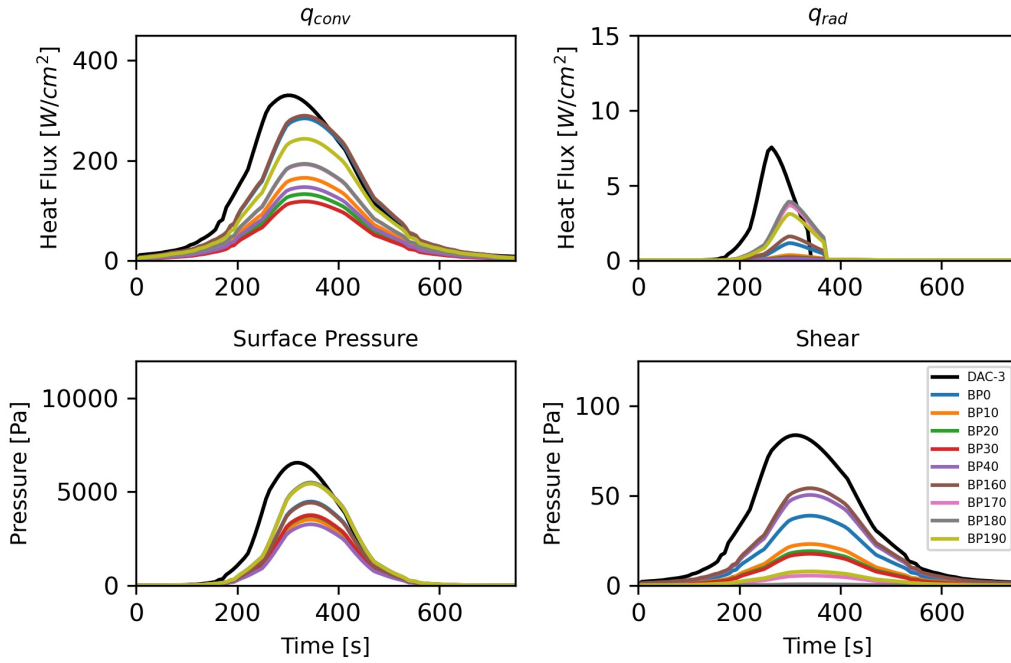 q_conv
q_rad
Heat Flux [W/cm²]
400
200
0
0 200 400 600
Heat Flux [W/cm²]
15
10
5
0
0 200 400 600
Surface Pressure
Shear
Pressure [Pa]
10000
5000
0
0 200 400 600
Time [s]
Pressure [Pa]
100
50
0
0 200 400 600
Time [s]
DAC-3
BP0
BP10
BP20
BP30
BP40
BP160
BP170
BP180
BP190